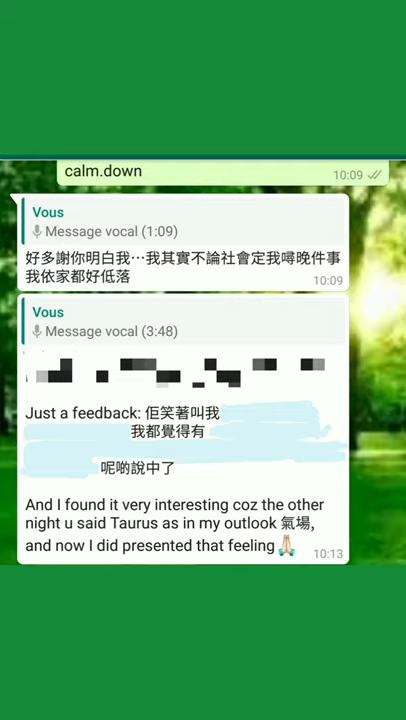 calm.down
10:09
Vous
Message vocal (1:09)
好多謝你明白我…我其實不論社會定我嗰晚件事
我依家都好低落
10:09
Vous
Message vocal (3:48)
Just a feedback: 佢笑著叫我
我都覺得有
呢啲說中了
And I found it very interesting coz the other
night u said Taurus as in my outlook 氣場,
and now I did presented that feeling🙏🏻
10:13